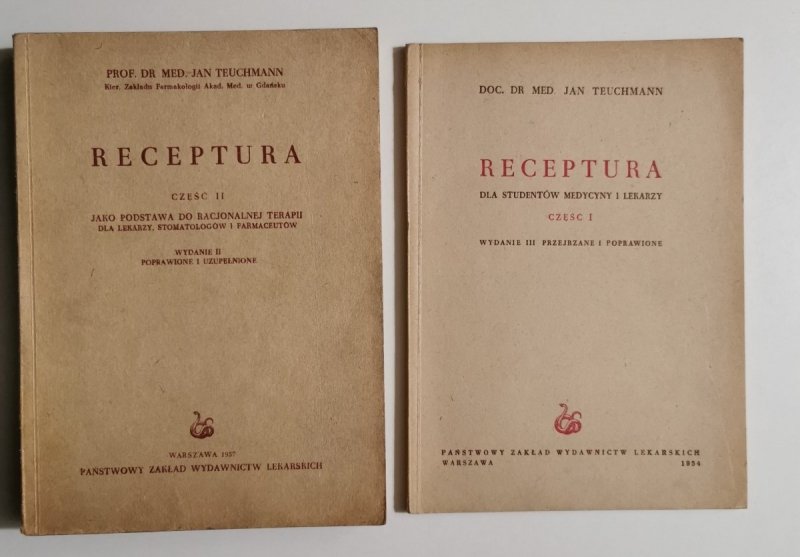 PROF. DR MED. JAN TEUCHMANN
Kier. Zakładu Farmakologii Akad. Med. w Gdańsku
RECEPTURA
CZĘŚĆ II
JAKO PODSTAWA DO RACJONALNEJ TERAPII
DLA LEKARZY, STOMATOLOGÓW I FARMACEUTÓW
WYDANIE II
POPRAWIONE I UZUPEŁNIONE
WARSZAWA 1957
PAŃSTWOWY ZAKŁAD WYDAWNICTW LEKARSKICH
DOC. DR MED. JAN TEUCHMANN
RECEPTURA
DLA STUDENTÓW MEDYCYNY I LEKARZY
CZĘŚĆ I
WYDANIE III PRZEJRZANE I POPRAWIONE
PAŃSTWOWY ZAKŁAD WYDAWNICTW LEKARSKICH
WARSZAWA 1954